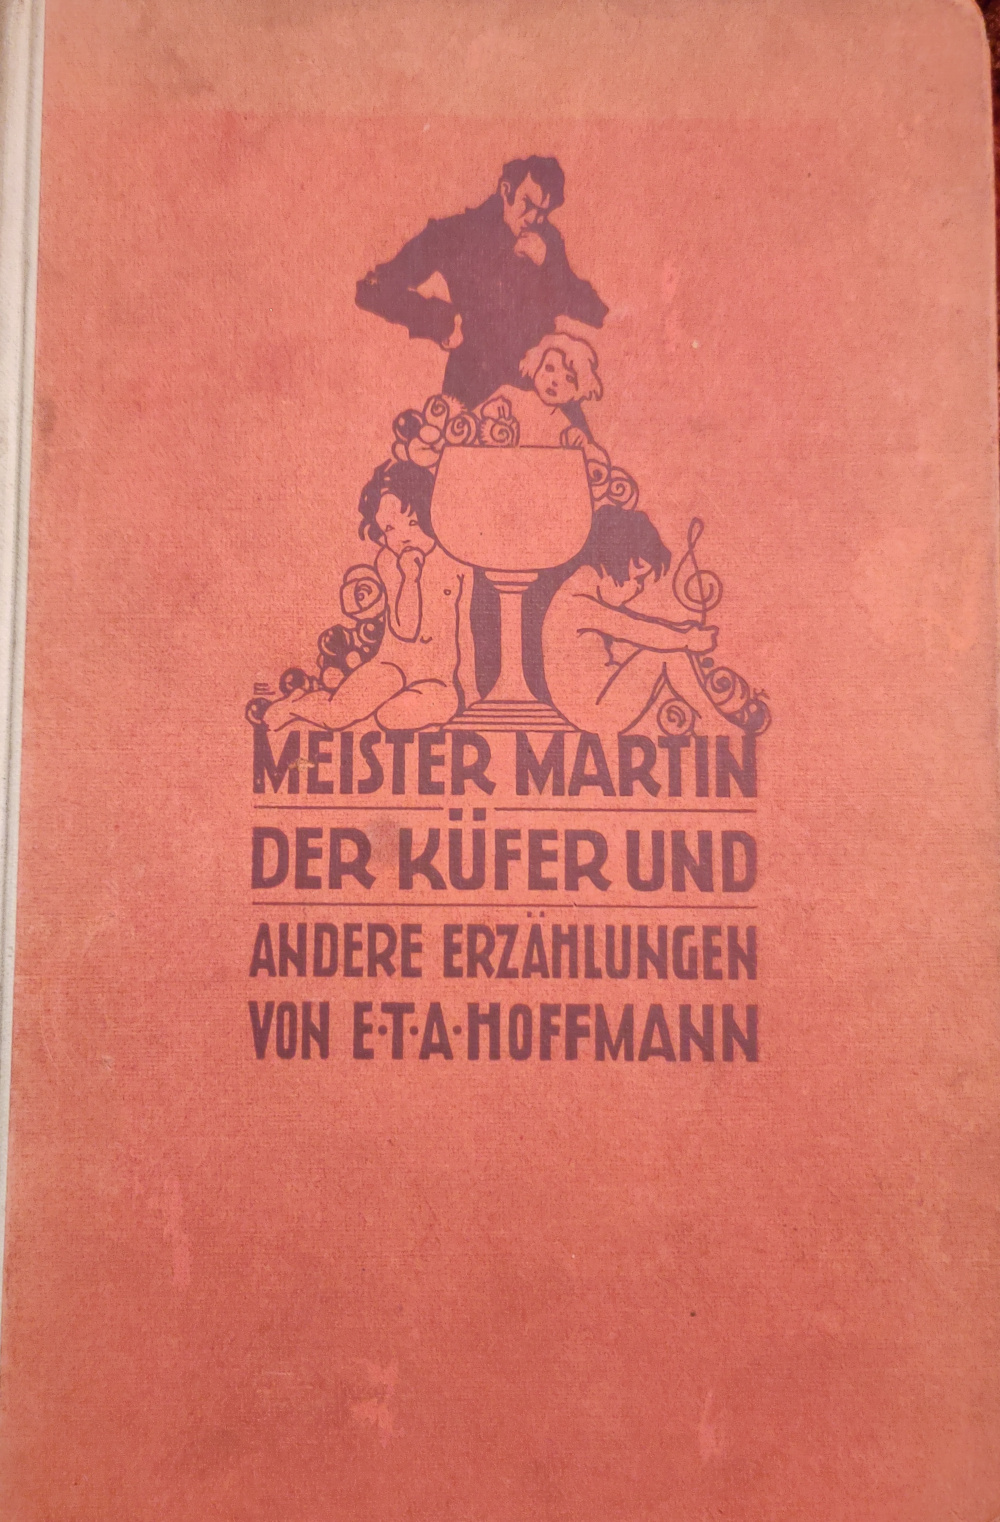 MEISTER MARTIN
DER KÜFER UND
ANDERE ERZÄHLUNGEN
VON E·T·A·HOFFMANN